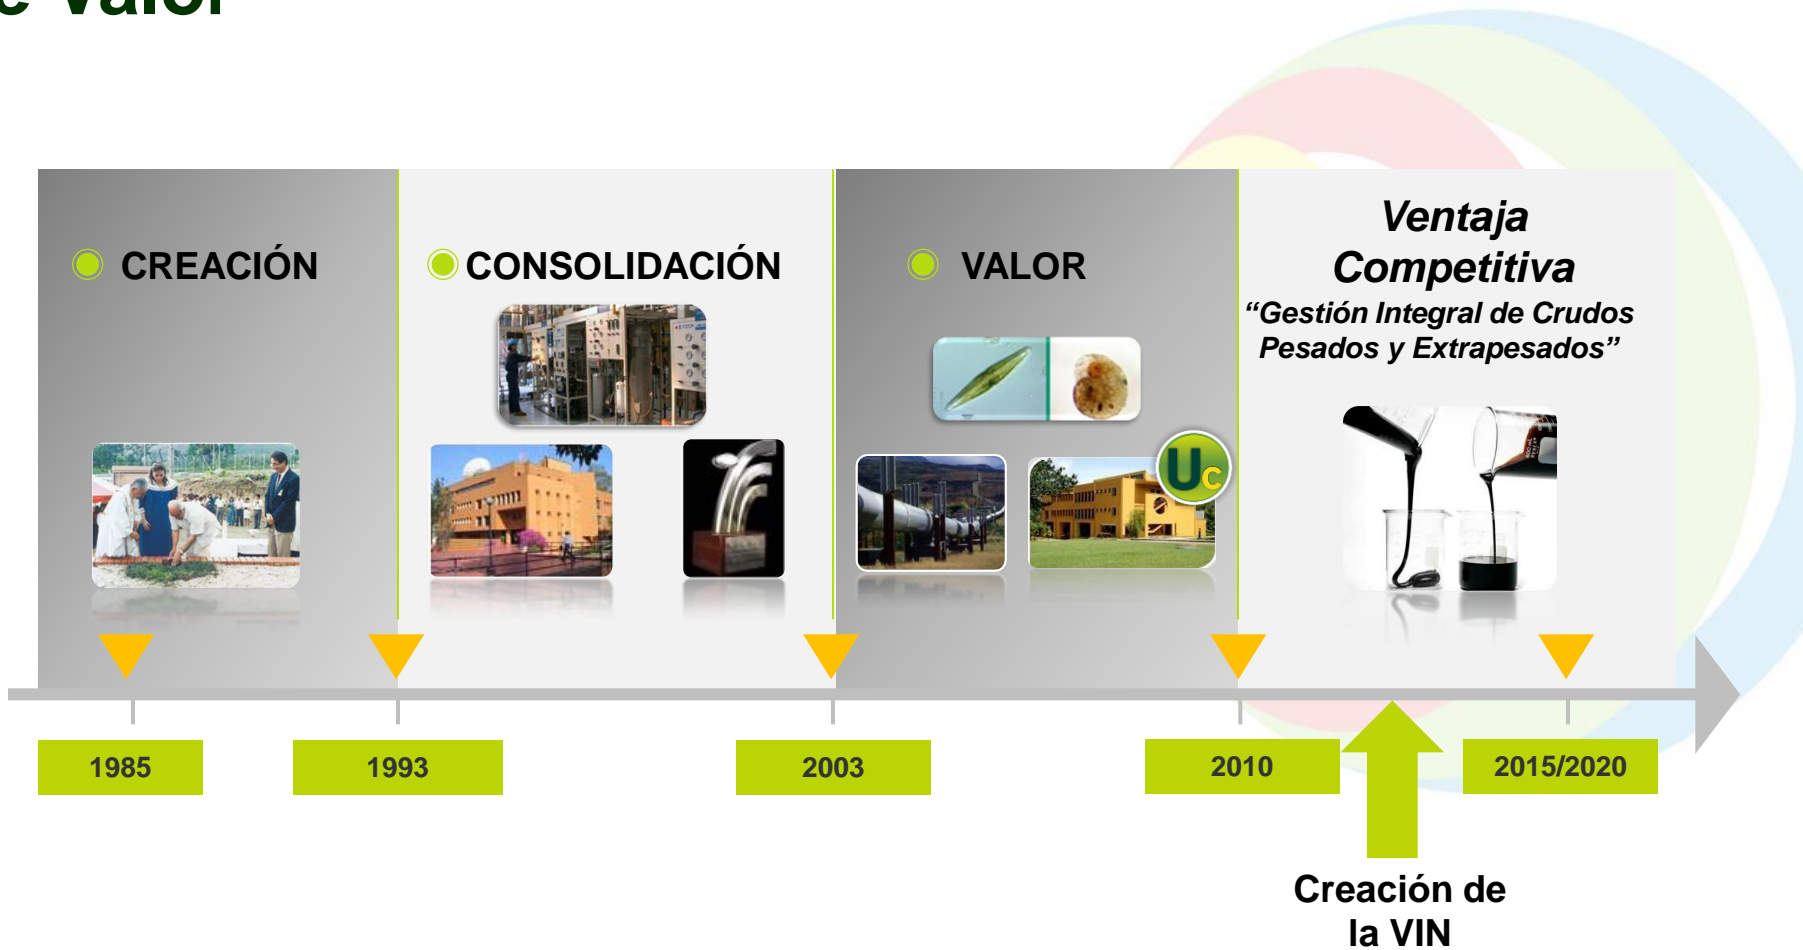 e Valor
CREACIÓN
CONSOLIDACIÓN
VALOR
Ventaja
Competitiva
“Gestión Integral de Crudos
Pesados y Extrapesados”
Uc
1985
1993
2003
2010
2015/2020
Creación de
la VIN